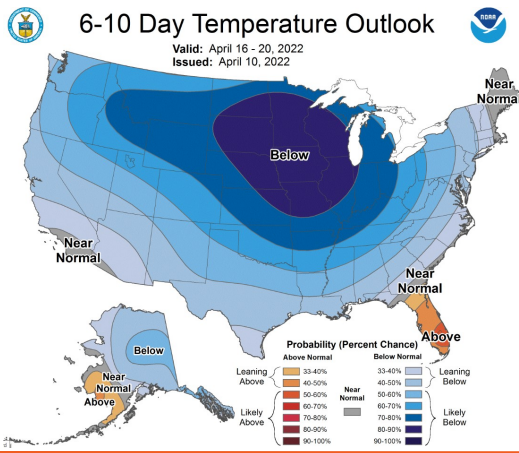 6-10 Day Temperature Outlook
Valid: April 16 - 20, 2022
Issued: April 10, 2022
NOAA
Near
Normal
Below
Near
Normal
Near
Normal
Above
Below
Near
Normal
Above
Probability (Percent Chance)
Above Normal
Below Normal
Leaning
Above
33-40%
40-50%
Likely
Above
50-60%
60-70%
70-80%
80-90%
90-100%
Near
Normal
33-40%
40-50%
Leaning
Below
50-60%
60-70%
70-80%
80-90%
90-100%
Likely
Below